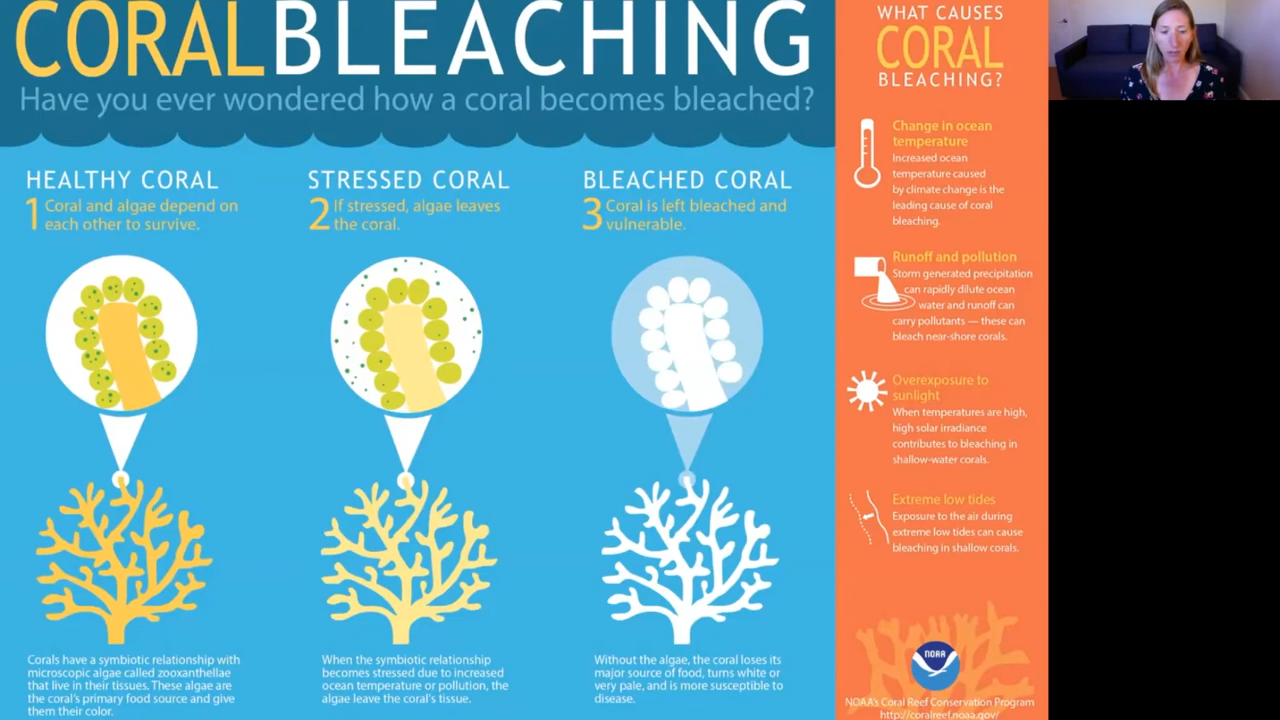 CORAL BLEACHING
Have you ever wondered how a coral becomes bleached?
HEALTHY CORAL
1 Coral and algae depend on
each other to survive.
Corals have a symbiotic relationship with
microscopic algae called zooxanthellae
that live in their tissues. These algae are
the coral's primary food source and give
them their color.
STRESSED CORAL
2 If stressed, algae leaves
the coral.
When the symbiotic relationship
becomes stressed due to increased
ocean temperature or pollution, the
algae leave the coral's tissue.
BLEACHED CORAL
3 Coral is left bleached and
vulnerable.
Without the algae, the coral loses its
major source of food, turns white or
very pale, and is more susceptible to
disease.
WHAT CAUSES
CORAL
BLEACHING?
Change in ocean
temperature
Increased ocean
temperature caused
by climate change is the
leading cause of coral
bleaching.
Runoff and pollution
Storm generated precipitation
can rapidly dilute ocean
water and runoff can
carry pollutants — these can
bleach near-shore corals.
Overexposure to
sunlight
When temperatures are high,
high solar irradiance
contributes to bleaching in
shallow-water corals.
Extreme low tides
Exposure to the air during
extreme low tides can cause
bleaching in shallow corals.
NOAA
NOAA's Coral Reef Conservation Program
http://coralreef.noaa.gov/